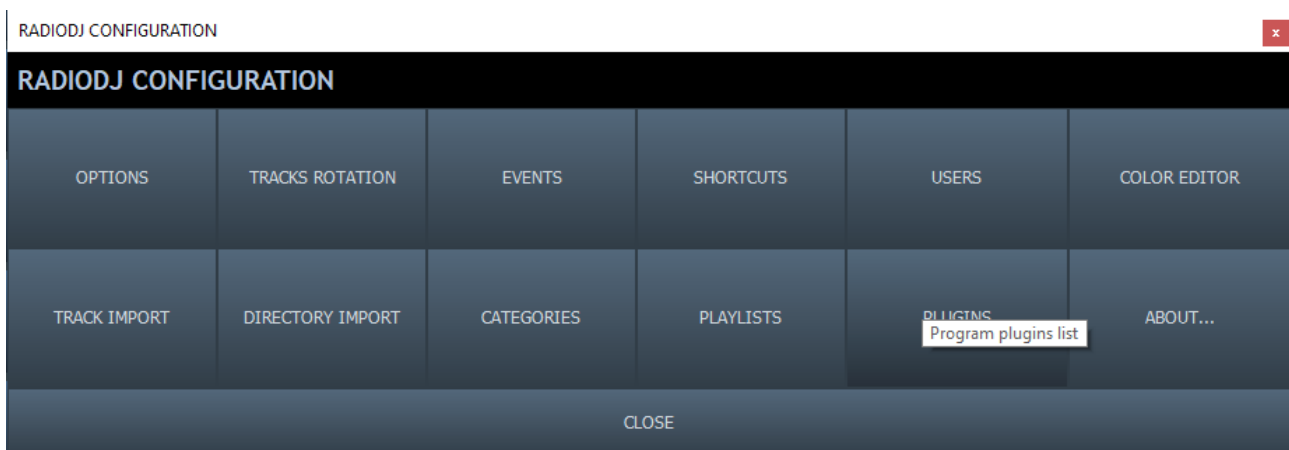 RADIODJ CONFIGURATION
x
RADIODJ CONFIGURATION
OPTIONS TRACKS ROTATION EVENTS SHORTCUTS USERS COLOR EDITOR
TRACK IMPORT DIRECTORY IMPORT CATEGORIES PLAYLISTS PLUGINS ABOUT...
Program plugins list
CLOSE